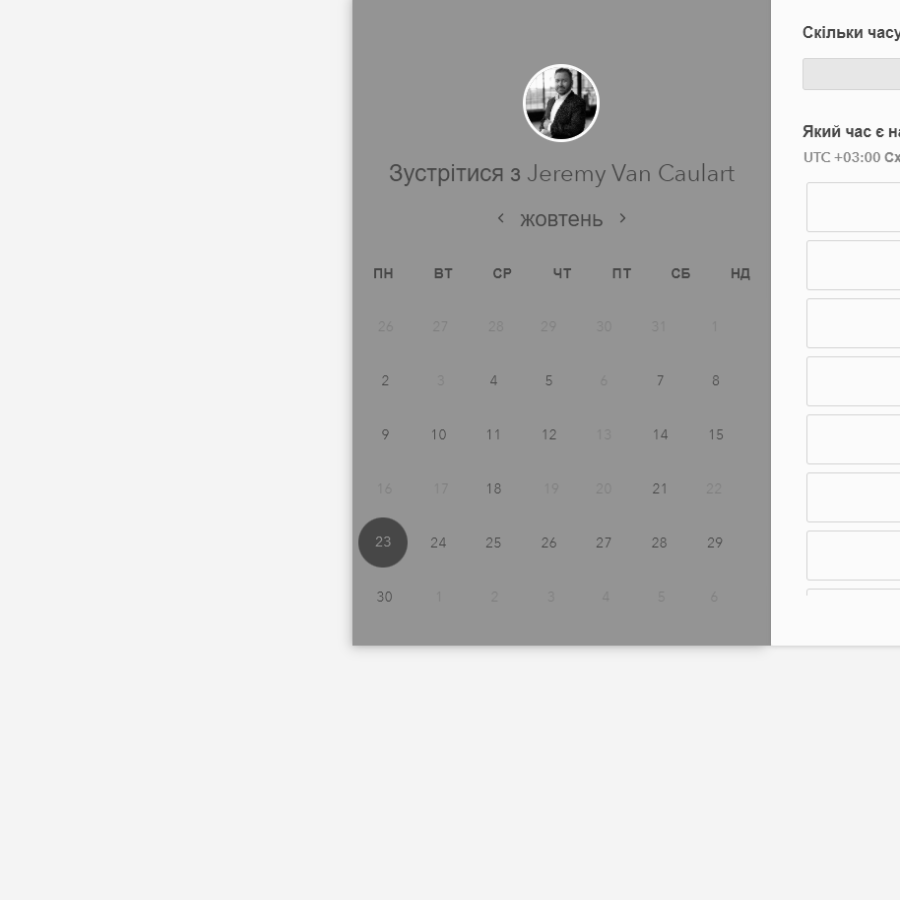 Скільки часу
Який час є
UTC +03:00
Зустрітися з Jeremy Van Caulart
‹ жовтень ›
ПН ВТ СР ЧТ ПТ СБ НД
26 27 28 29 30 31 1
2 3 4 5 6 7 8
9 10 11 12 13 14 15
16 17 18 19 20 21 22
23 24 25 26 27 28 29
30 1 2 3 4 5 6